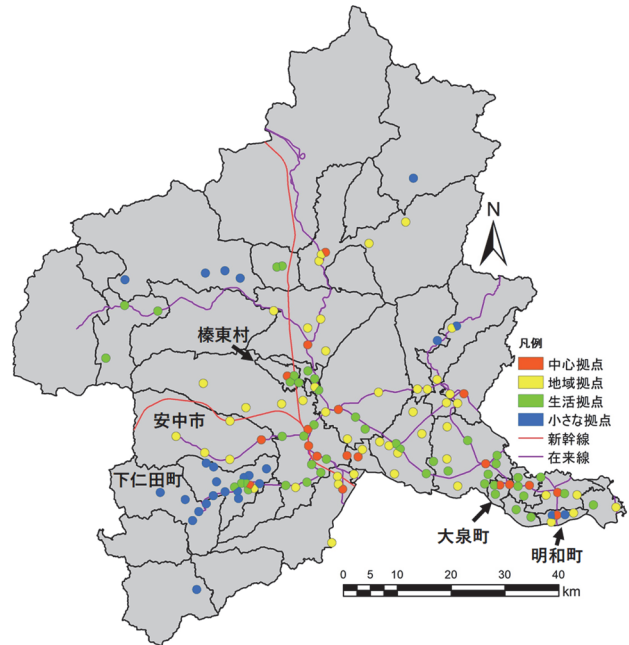 N
榛東村
凡例
中心拠点
地域拠点
生活拠点
小さな拠点
新幹線
在来線
安中市
下仁田町
大泉町
明和町
0 5 10 20 30 40
km